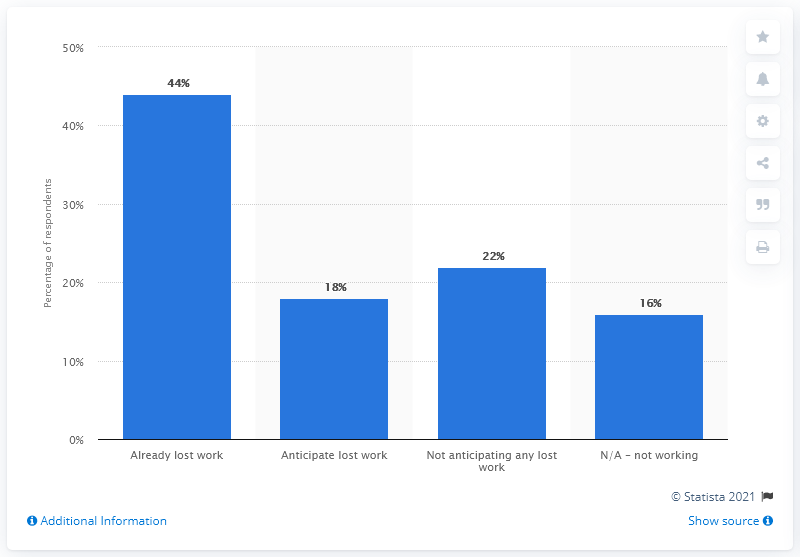 50%
44%
40%
Percentage of respondents
30%
22%
20%
18%
16%
10%
0%
Already lost work
Anticipate lost work
Not anticipating any lost
work
N/A – not working
© Statista 2021
Additional Information
Show source